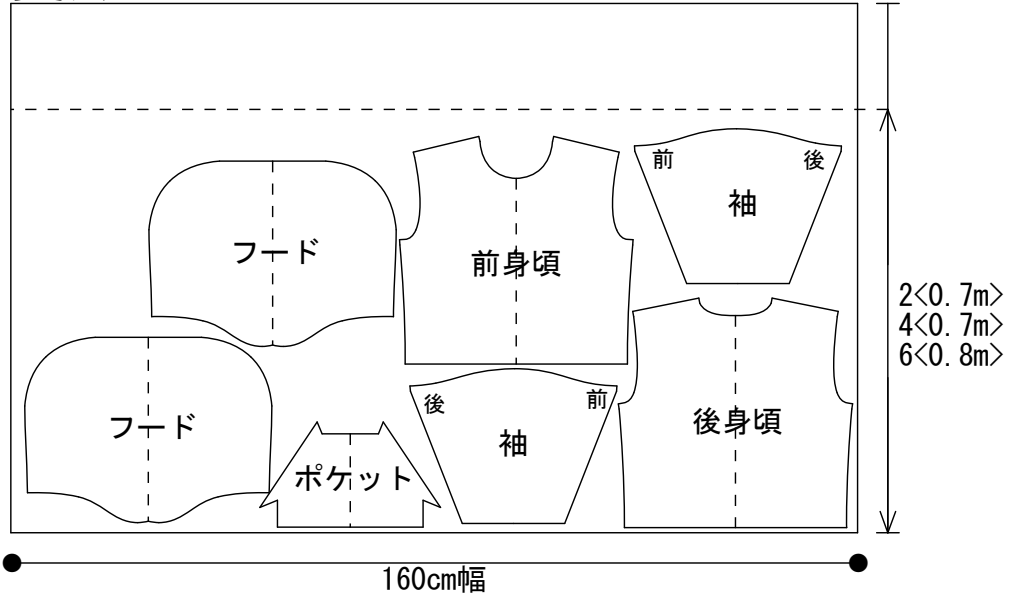 前
後
袖
フード
前身頃
2<0.7m>
4<0.7m>
6<0.8m>
後
前
フード
後身頃
袖
ポケット
160cm幅